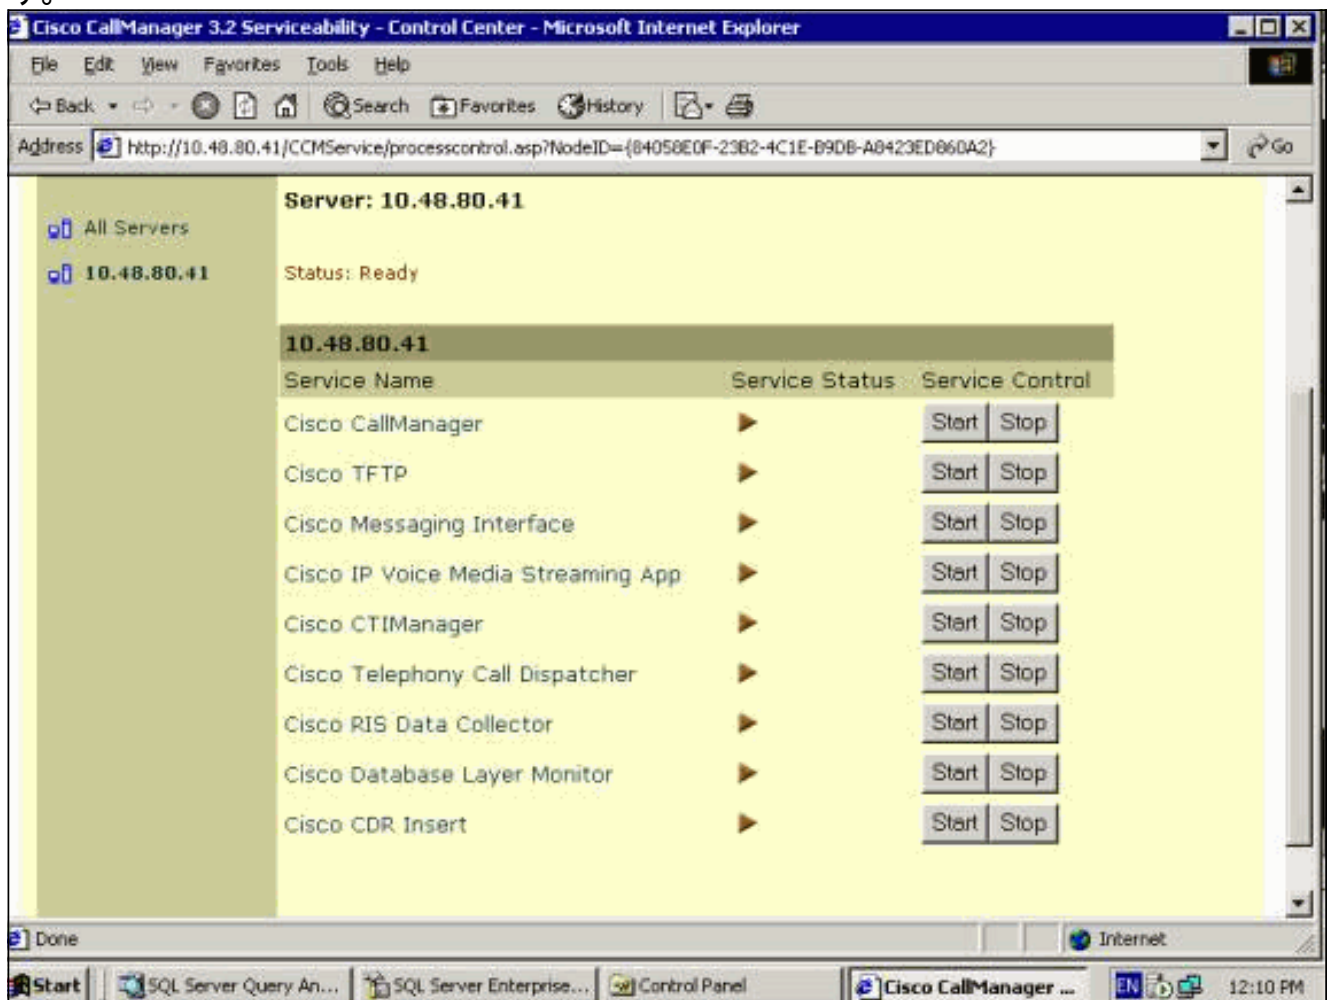 す。
Cisco CallManager 3.2 Serviceability - Control Center - Microsoft Internet Explorer
File Edit View Favorites Tools Help
Back Search Favorites History
Address http://10.48.80.41/CCMService/processcontrol.asp?NodeID={84058E0F-23B2-4C1E-B9DB-A8423ED860A2} Go
Server: 10.48.80.41
All Servers
10.48.80.41 Status: Ready
10.48.80.41
Service Name Service Status Service Control
Cisco CallManager Start Stop
Cisco TFTP Start Stop
Cisco Messaging Interface Start Stop
Cisco IP Voice Media Streaming App Start Stop
Cisco CTIManager Start Stop
Cisco Telephony Call Dispatcher Start Stop
Cisco RIS Data Collector Start Stop
Cisco Database Layer Monitor Start Stop
Cisco CDR Insert Start Stop
Done Internet
Start SQL Server Query An... SQL Server Enterprise... Control Panel Cisco CallManager ... EN 12:10 PM